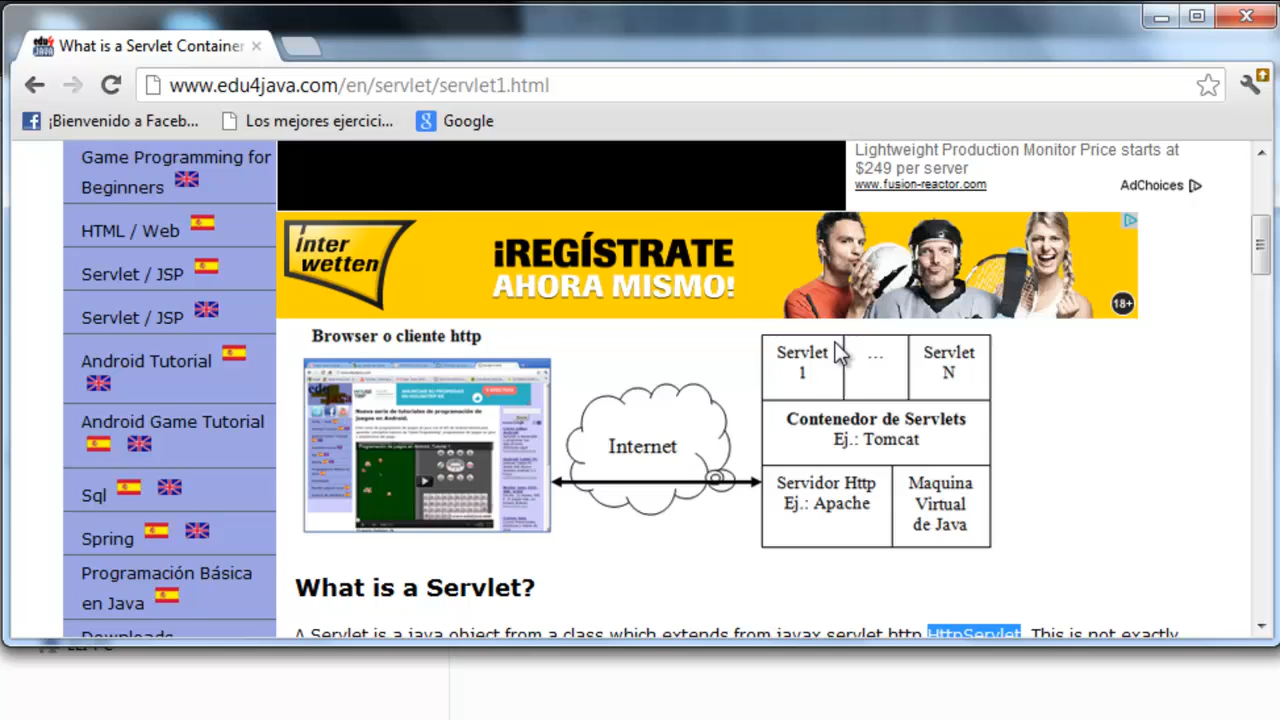 What is a Servlet Container
www.edu4java.com/en/servlet/servlet1.html
¡Bienvenido a Faceb...
Los mejores ejercici...
Google
Game Programming for
Beginners
HTML / Web
Servlet / JSP
Servlet / JSP
Android Tutorial
Android Game Tutorial
Sql
Spring
Programación Básica
en Java
Downloads
Lightweight Production Monitor Price starts at
$249 per server
www.fusion-reactor.com
AdChoices
inter
wetten
¡REGÍSTRATE
AHORA MISMO!
18+
Browser o cliente http
Internet
Servlet
1
...
Servlet
N
Contenedor de Servlets
Ej.: Tomcat
Servidor Http
Ej.: Apache
Maquina
Virtual
de Java
What is a Servlet?
A Servlet is a java object from a class which extends from javax.servlet.http.HttpServlet. This is not exactly